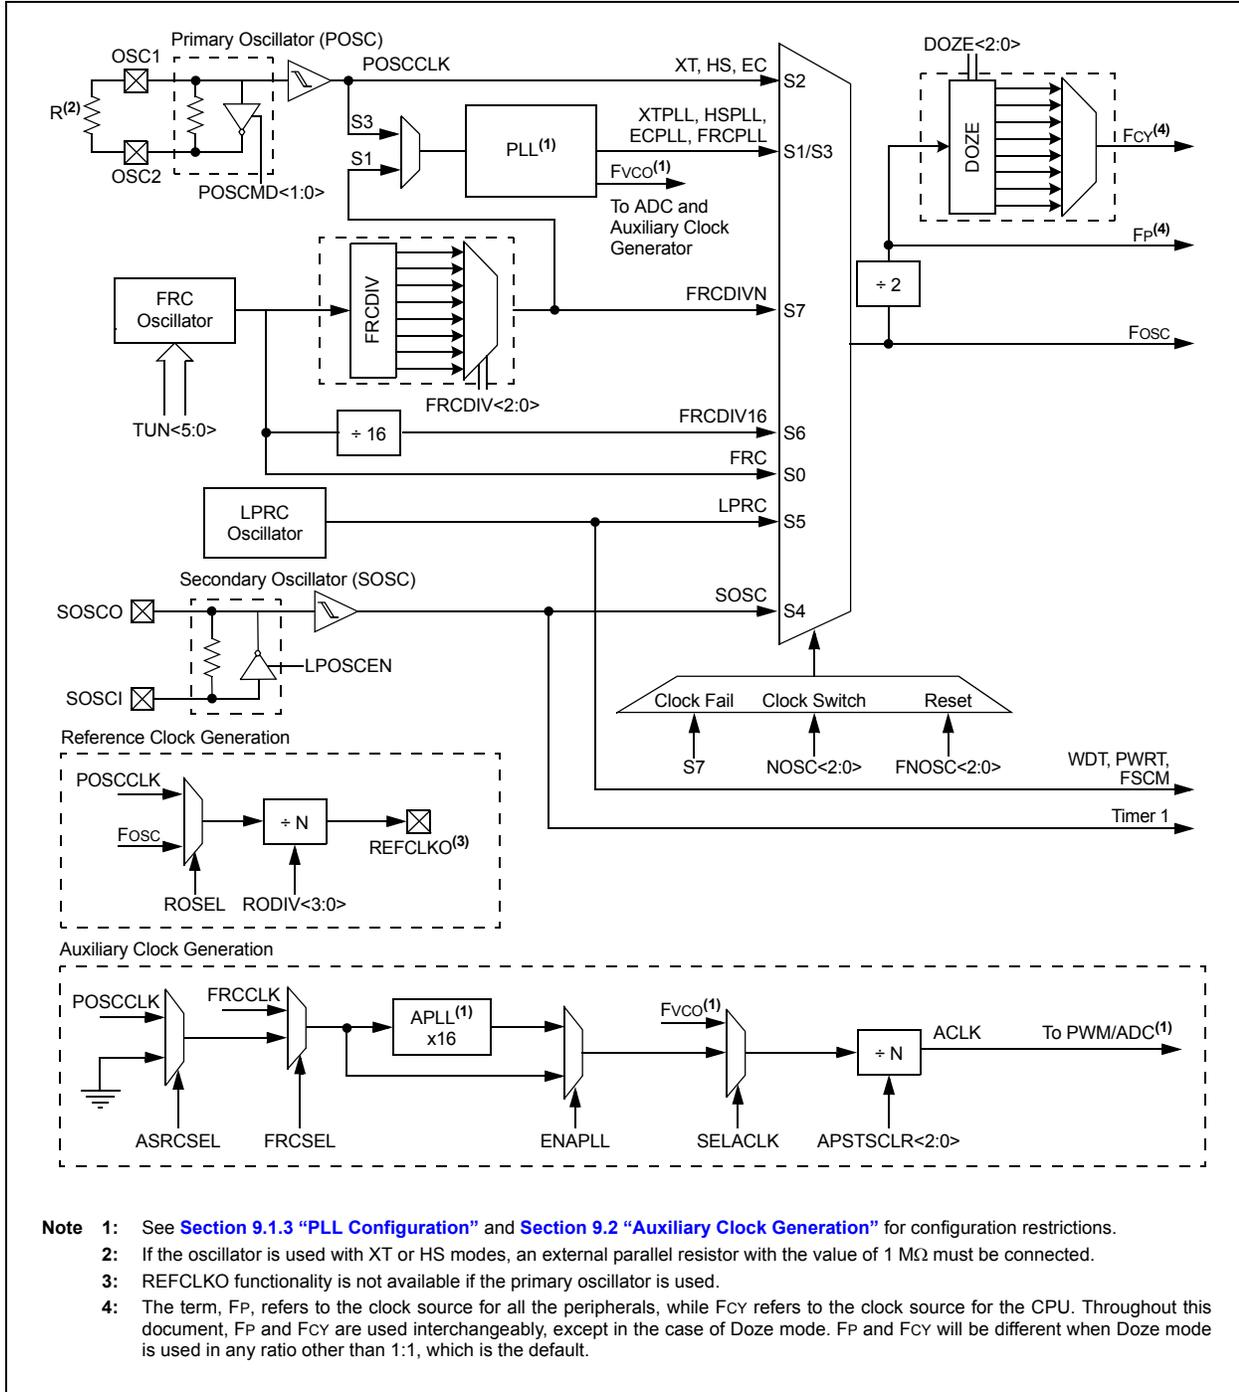 Primary Oscillator (POSC)
DOZE<2:0>
OSC1
POSCCLK
XT, HS, EC
S2
R(2)
S3
XTPLL, HSPLL,
ECPLL, FRCPLL
PLL(1)
S1/S3
DOZE
FCY(4)
S1
OSC2
FVCO(1)
POSCMD<1:0>
To ADC and
Auxiliary Clock
Generator
FP(4)
÷ 2
FRC
Oscillator
FRCDIV
FRCDIVN
S7
FOSC
FRCDIV<2:0>
TUN<5:0>
÷ 16
FRCDIV16
S6
FRC
S0
LPRC
Oscillator
LPRC
S5
Secondary Oscillator (SOSC)
SOSCO
SOSC
S4
LPOSCEN
SOSCI
Clock Fail Clock Switch Reset
S7 NOSC<2:0> FNOSC<2:0>
WDT, PWRT,
FSCM
Timer 1
Reference Clock Generation
POSCCLK
÷ N
FOSC
REFCLKO(3)
ROSEL RODIV<3:0>
Auxiliary Clock Generation
POSCCLK
FRCCLK
APLL(1)
x16
FVCO(1)
÷ N
ACLK
To PWM/ADC(1)
ASRCSEL FRCSEL ENAPLL SELACLK APSTSCLR<2:0>
Note 1: See Section 9.1.3 “PLL Configuration” and Section 9.2 “Auxiliary Clock Generation” for configuration restrictions.
2: If the oscillator is used with XT or HS modes, an external parallel resistor with the value of 1 MΩ must be connected.
3: REFCLKO functionality is not available if the primary oscillator is used.
4: The term, FP, refers to the clock source for all the peripherals, while FCY refers to the clock source for the CPU. Throughout this
document, FP and FCY are used interchangeably, except in the case of Doze mode. FP and FCY will be different when Doze mode
is used in any ratio other than 1:1, which is the default.